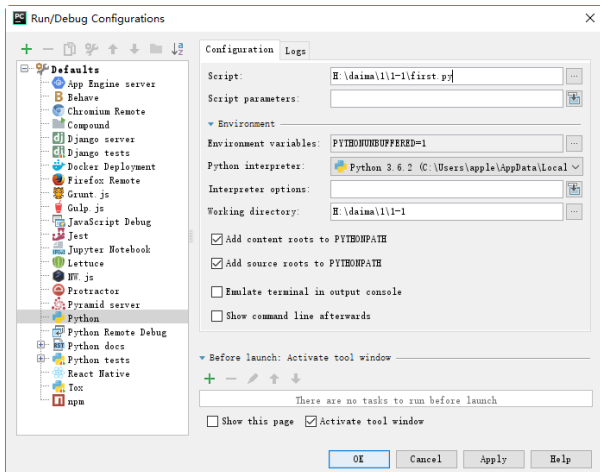 PC Run/Debug Configurations
Defaults
App Engine server
Behave
Chromium Remote
Compound
Django server
Django tests
Docker Deployment
Firefox Remote
Grunt.js
Gulp.js
JavaScript Debug
Jest
Jupyter Notebook
Lettuce
NW.js
Protractor
Pyramid server
Python
Python Remote Debug
Python docs
Python tests
React Native
Tox
npm
Configuration Logs
Script: H:\daima\1\1-1\first.py
Script parameters:
Environment
Environment variables: PYTHONUNBUFFERED=1
Python interpreter: Python 3.6.2 (C:\Users\apple\AppData\Local
Interpreter options:
Working directory: H:\daima\1\1-1
Add content roots to PYTHONPATH
Add source roots to PYTHONPATH
Emulate terminal in output console
Show command line afterwards
Before launch: Activate tool window
There are no tasks to run before launch
Show this page Activate tool window
OK Cancel Apply Help